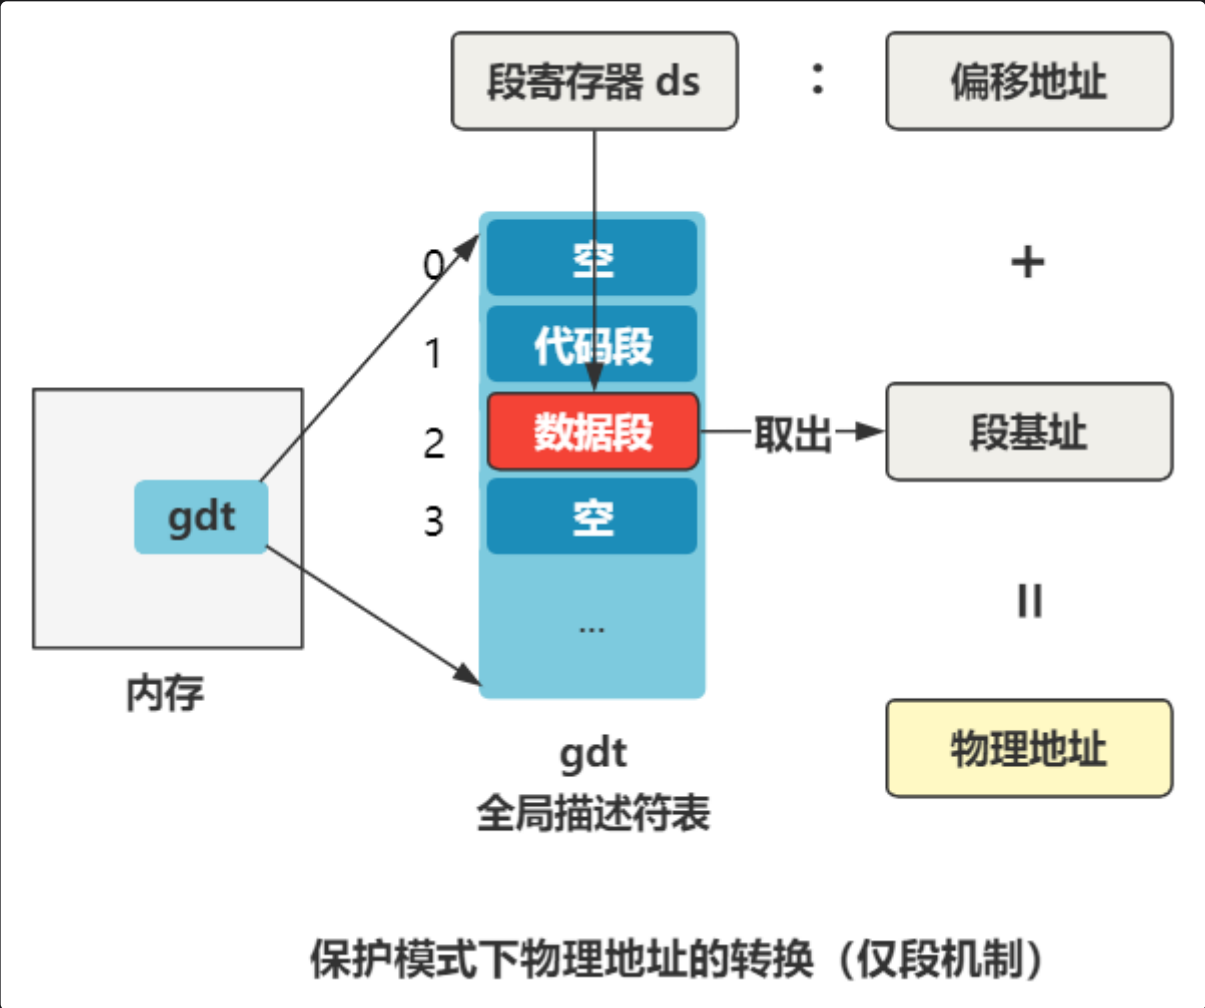 段寄存器 ds
:
偏移地址
+
0
空
1
代码段
2
数据段
取出
段基址
3
空
=
...
gdt
内存
物理地址
gdt
全局描述符表
保护模式下物理地址的转换（仅段机制）